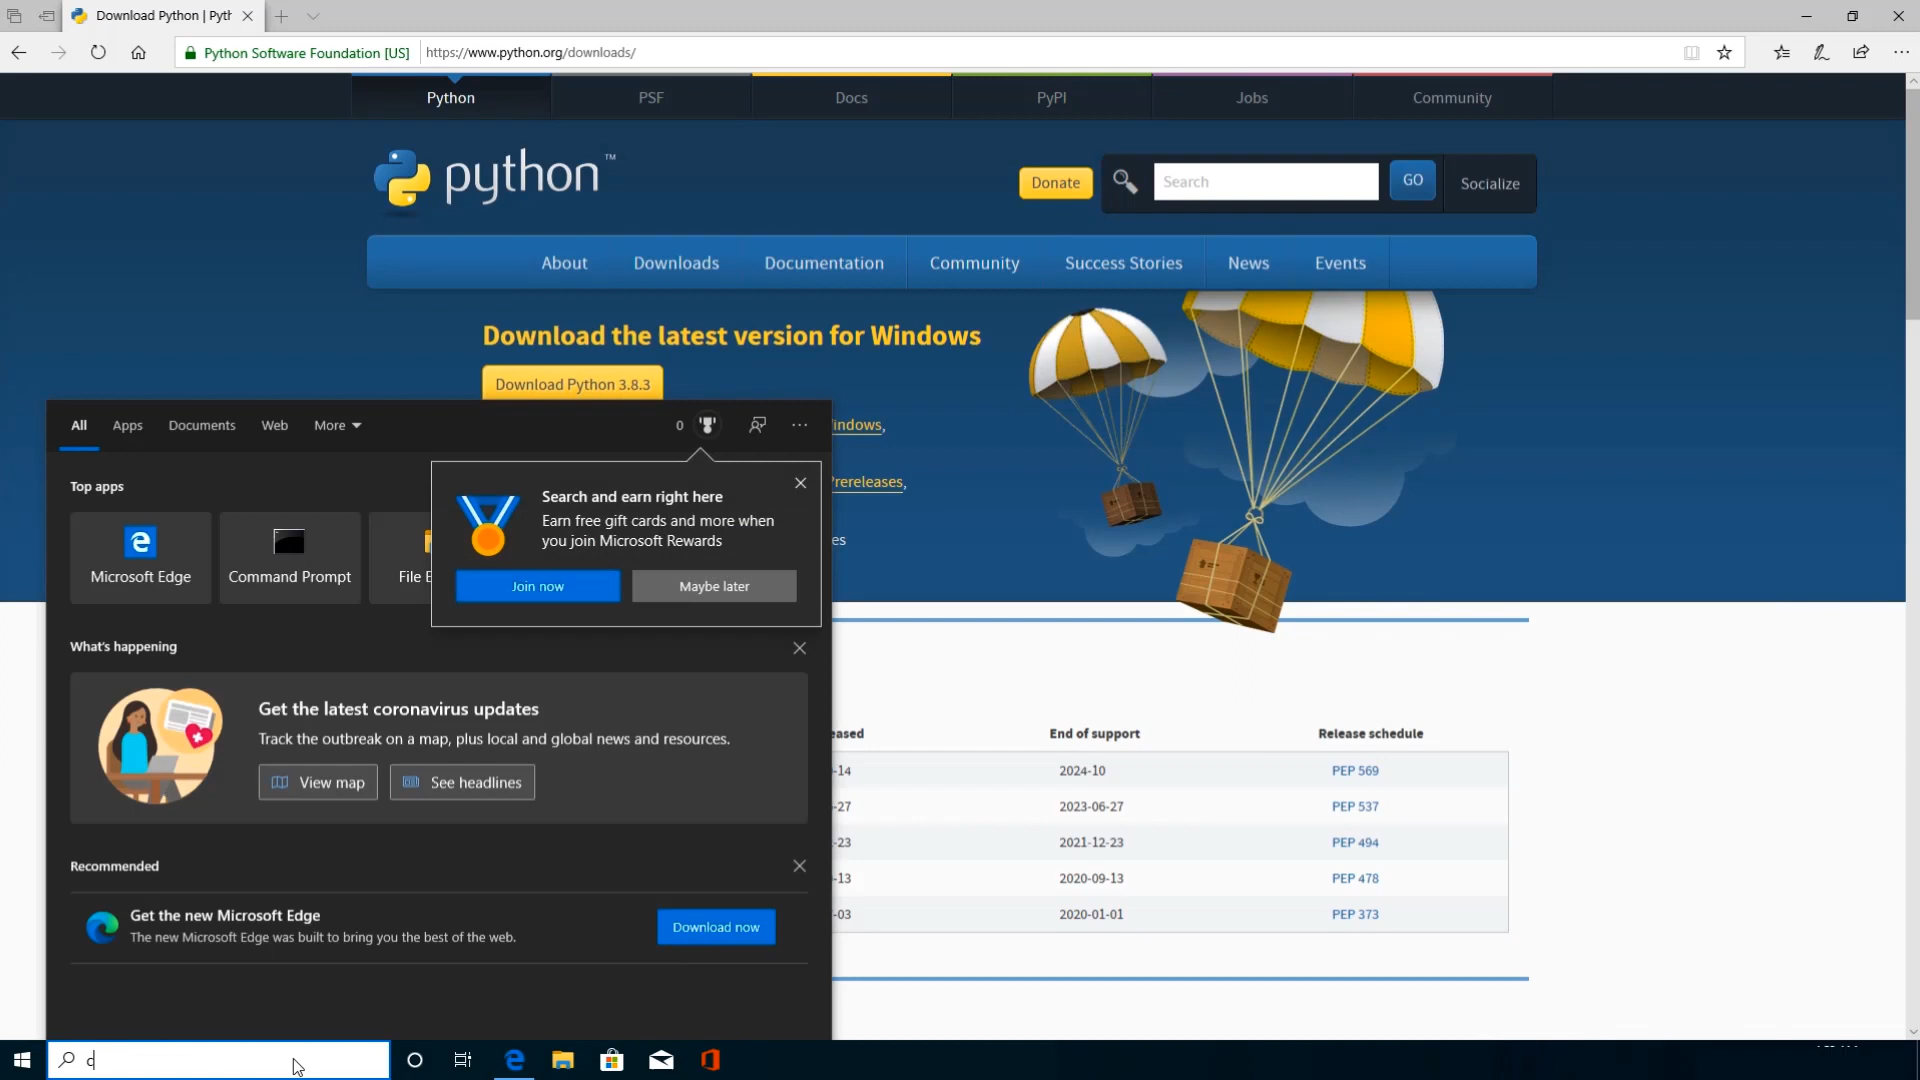 Download Python | Pyth
Python Software Foundation [US]
https://www.python.org/downloads/
Python
PSF
Docs
PyPI
Jobs
Community
python™
Donate
Search
GO
Socialize
About
Downloads
Documentation
Community
Success Stories
News
Events
Download the latest version for Windows
Download Python 3.8.3
All
Apps
Documents
Web
More
0
indows,
Prereleases,
es
Top apps
Search and earn right here
Earn free gift cards and more when
you join Microsoft Rewards
Join now
Maybe later
Microsoft Edge
Command Prompt
File E
What's happening
Get the latest coronavirus updates
Track the outbreak on a map, plus local and global news and resources.
View map
See headlines
eased
End of support
Release schedule
-14
2024-10
PEP 569
-27
2023-06-27
PEP 537
-23
2021-12-23
PEP 494
-13
2020-09-13
PEP 478
-03
2020-01-01
PEP 373
Recommended
Get the new Microsoft Edge
The new Microsoft Edge was built to bring you the best of the web.
Download now
c